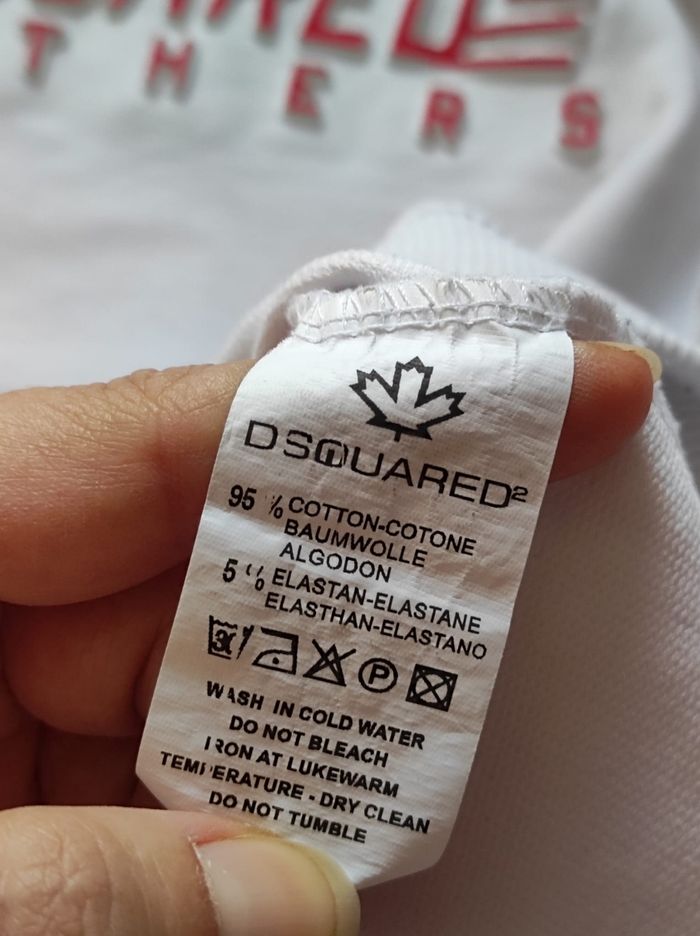 T H E R S
DSQUARED²
95 % COTTON-COTONE
BAUMWOLLE
ALGODON
5 % ELASTAN-ELASTANE
ELASTHAN-ELASTANO
P
WASH IN COLD WATER
DO NOT BLEACH
IRON AT LUKEWARM
TEMPERATURE - DRY CLEAN
DO NOT TUMBLE